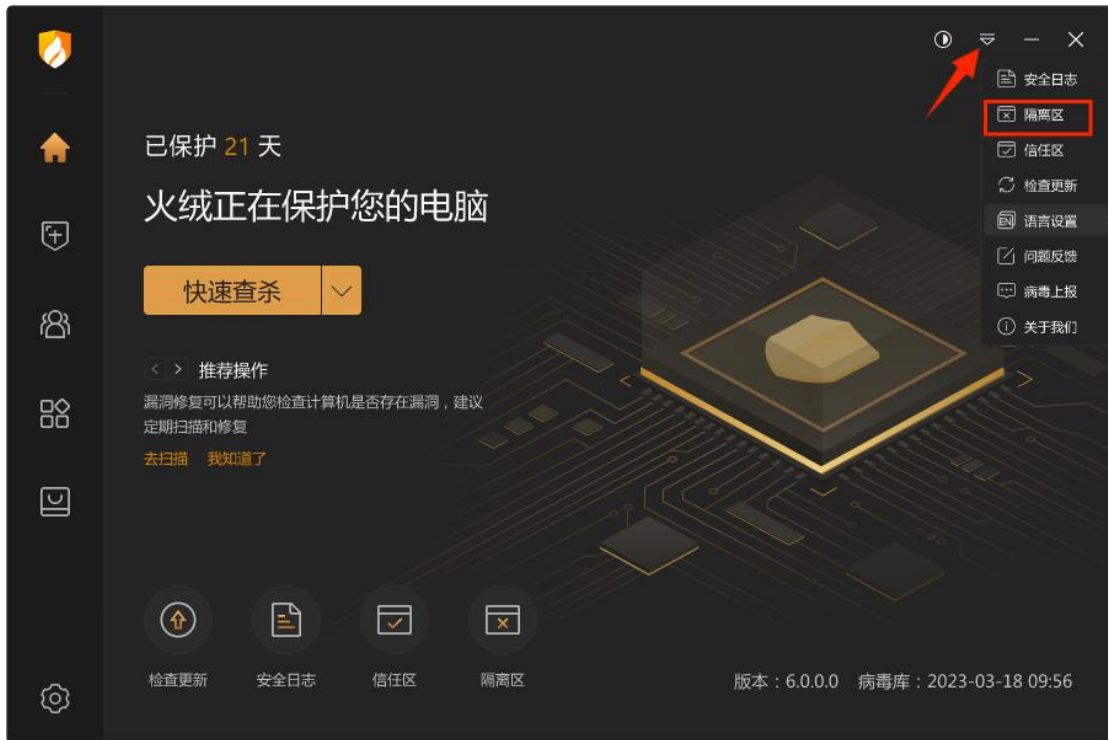 安全日志
隔离区
信任区
检查更新
EN 语言设置
问题反馈
病毒上报
关于我们
已保护 21 天
火绒正在保护您的电脑
快速查杀
推荐操作
漏洞修复可以帮助您检查计算机是否存在漏洞，建议
定期扫描和修复
去扫描 我知道了
检查更新 安全日志 信任区 隔离区
版本：6.0.0.0 病毒库：2023-03-18 09:56